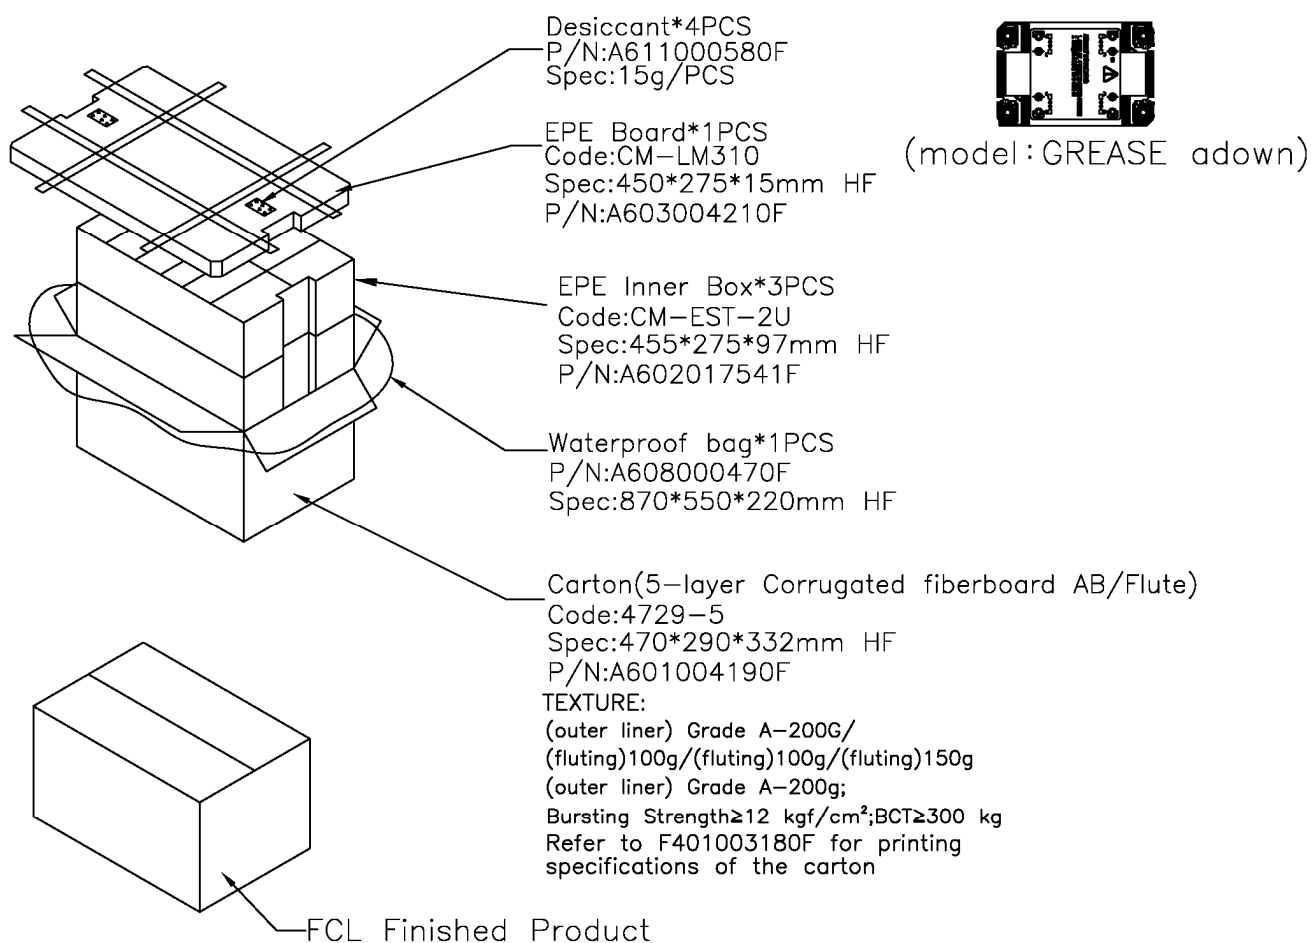 Desiccant*4PCS
P/N:A611000580F
Spec:15g/PCS
(model:GREASE adown)
EPE Board*1PCS
Code:CM-LM310
Spec:450*275*15mm HF
P/N:A603004210F
EPE Inner Box*3PCS
Code:CM-EST-2U
Spec:455*275*97mm HF
P/N:A602017541F
Waterproof bag*1PCS
P/N:A608000470F
Spec:870*550*220mm HF
Carton(5-layer Corrugated fiberboard AB/Flute)
Code:4729-5
Spec:470*290*332mm HF
P/N:A601004190F
TEXTURE:
(outer liner) Grade A-200G/
(fluting)100g/(fluting)100g/(fluting)150g
(outer liner) Grade A-200g;
Bursting Strength≥12 kgf/cm²;BCT≥300 kg
Refer to F401003180F for printing
specifications of the carton
FCL Finished Product